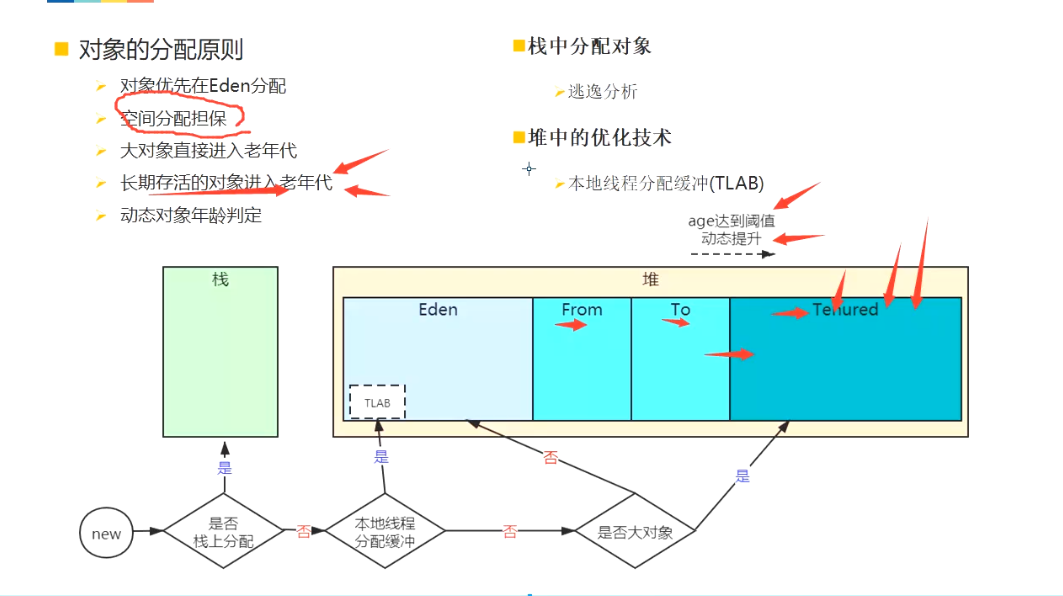 对象的分配原则
对象优先在Eden分配
空间分配担保
大对象直接进入老年代
长期存活的对象进入老年代
动态对象年龄判定
栈中分配对象
逃逸分析
堆中的优化技术
本地线程分配缓冲(TLAB)
age达到阈值
动态提升
栈
堆
Eden
From
To
Tenured
TLAB
是
是
否
是
new
是否
栈上分配
否
本地线程
分配缓冲
否
是否大对象